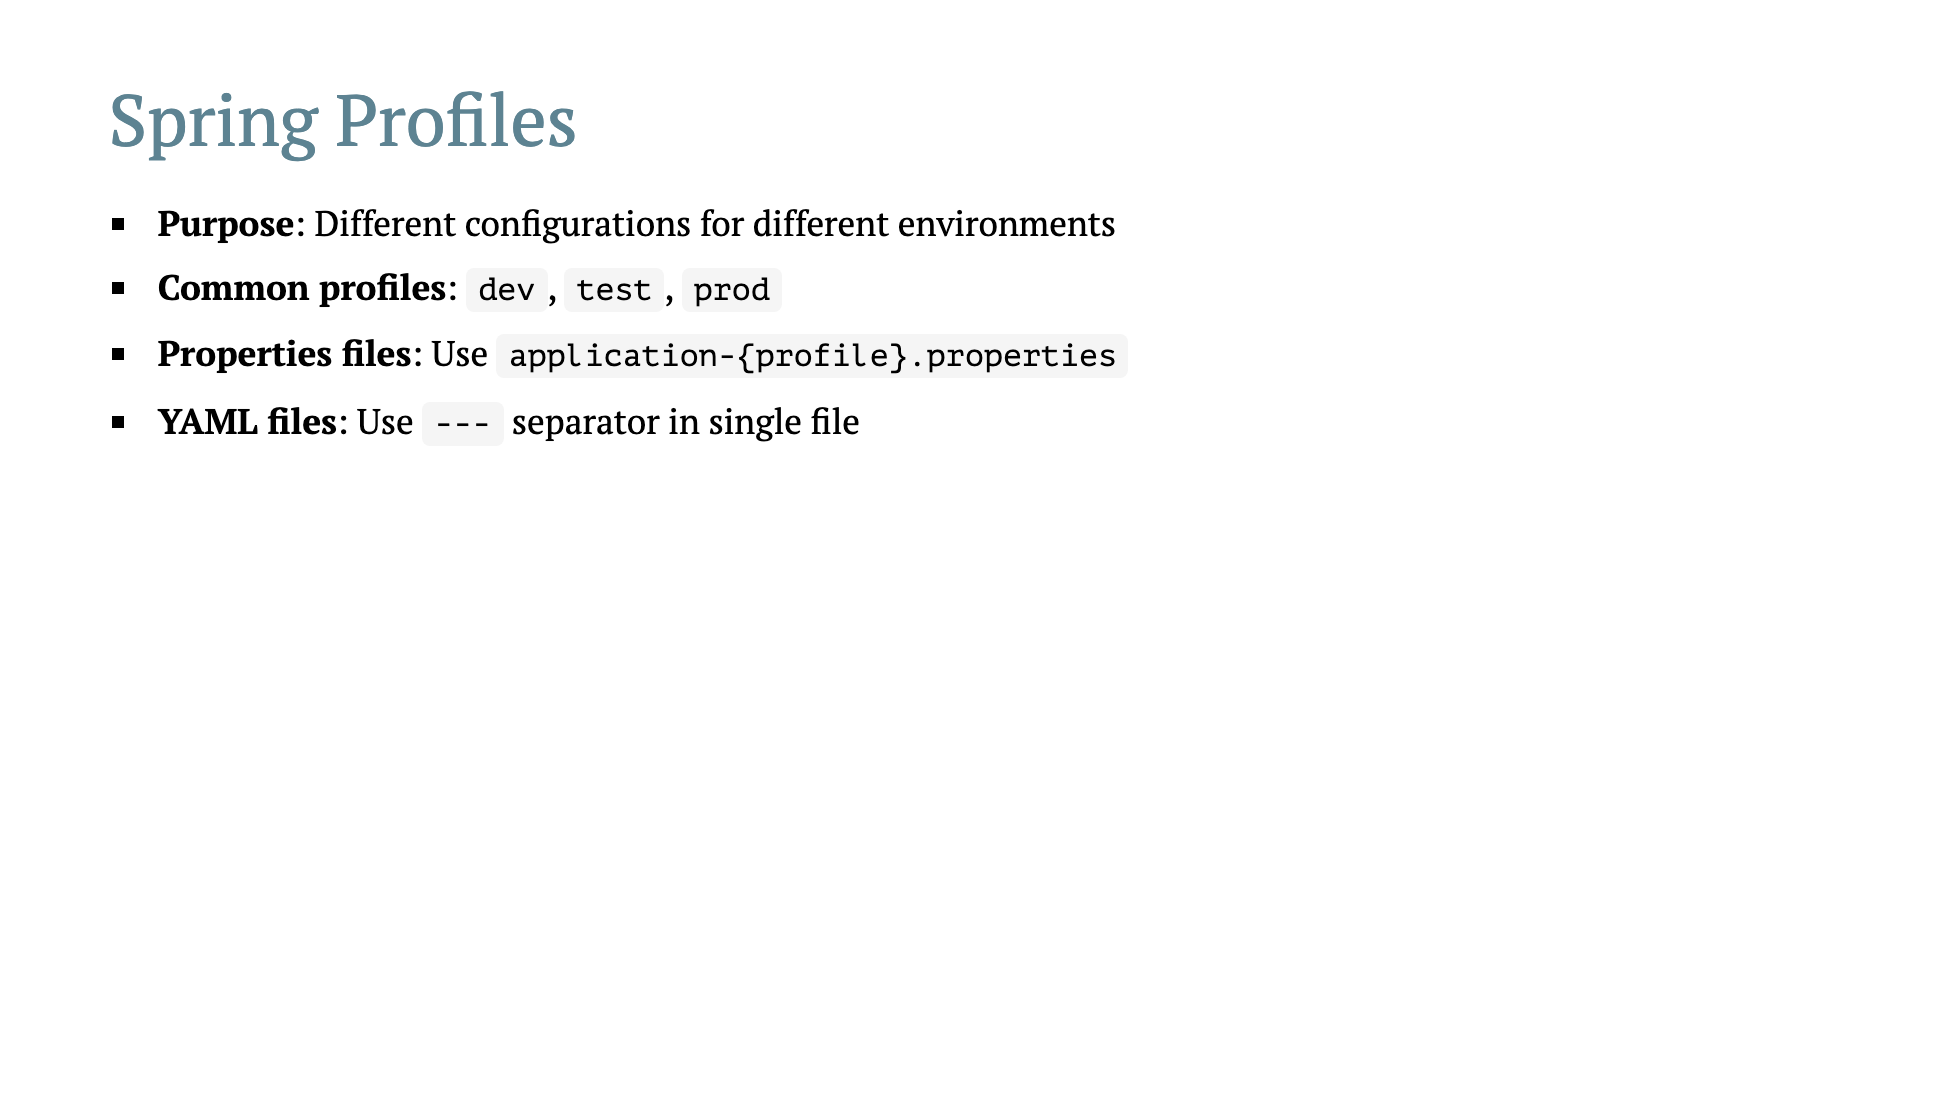 Spring Profiles
▪ Purpose: Different configurations for different environments
▪ Common profiles: dev, test, prod
▪ Properties files: Use application-{profile}.properties
▪ YAML files: Use --- separator in single file